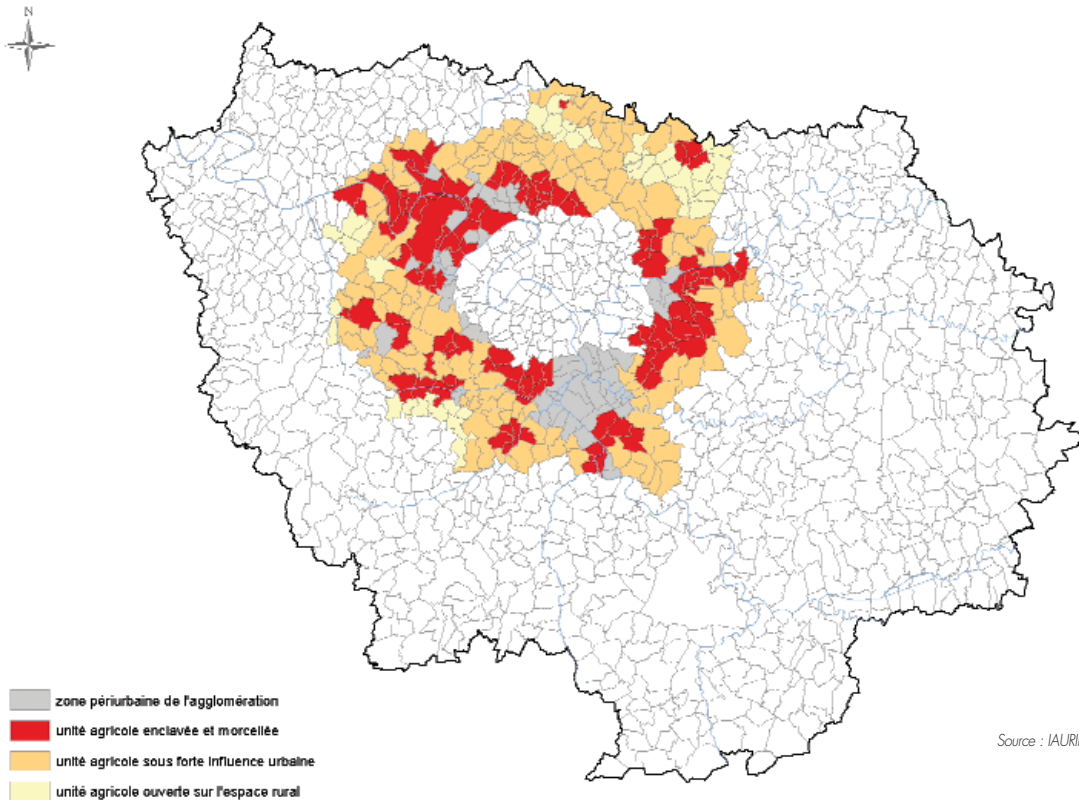 N
zone périurbaine de l'agglomération
unité agricole enclavée et morcellée
unité agricole sous forte influence urbaine
unité agricole ouverte sur l'espace rural
Source :